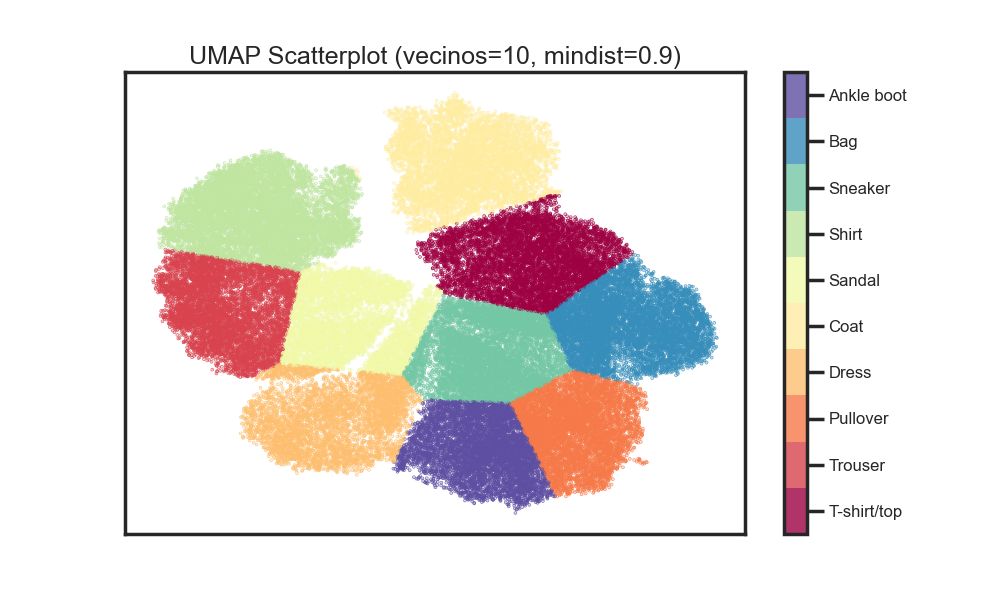 UMAP Scatterplot (vecinos=10, mindist=0.9)
Ankle boot
Bag
Sneaker
Shirt
Sandal
Coat
Dress
Pullover
Trouser
T-shirt/top